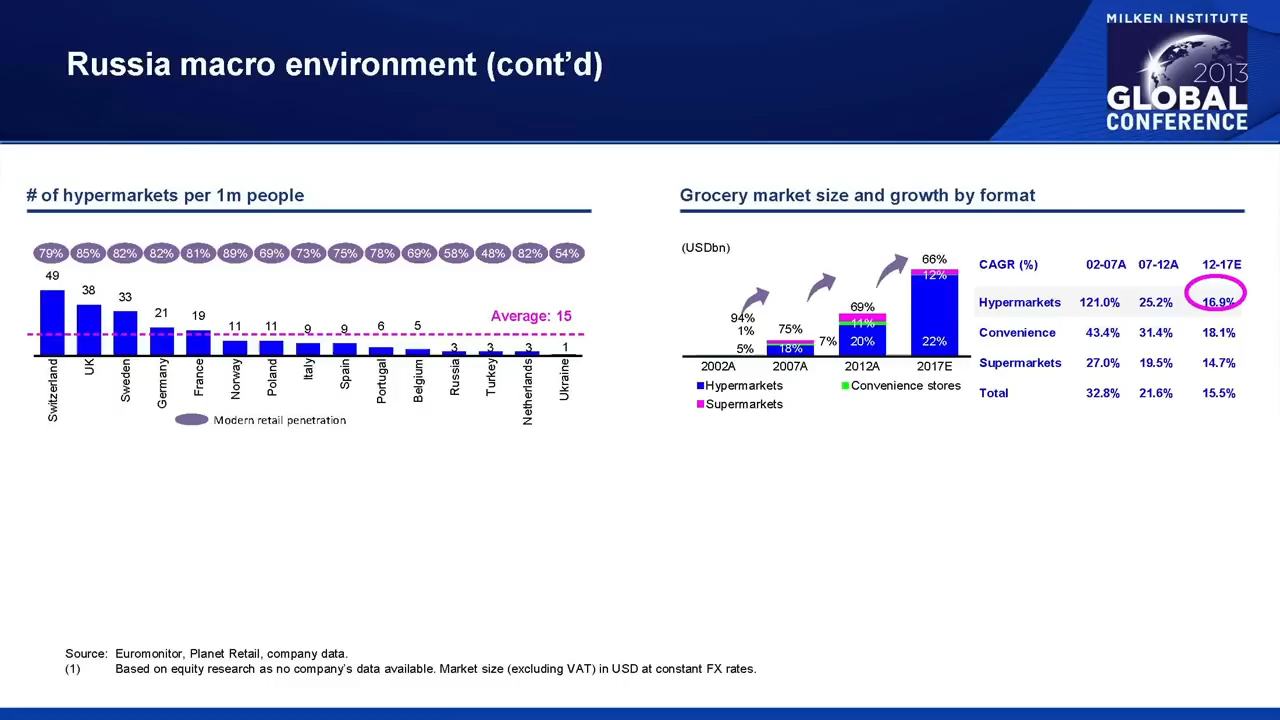 Russia macro environment (cont’d)
MILKEN INSTITUTE
2013
GLOBAL
CONFERENCE
# of hypermarkets per 1m people
79% 85% 82% 82% 81% 89% 69% 73% 75% 78% 69% 58% 48% 82% 54%
49 38 33 21 19 11 11 9 9 6 5 3 3 3 1
Average: 15
Switzerland UK Sweden Germany France Norway Poland Italy Spain Portugal Belgium Russia Turkey Netherlands Ukraine
Modern retail penetration
Grocery market size and growth by format
(USDbn)
66%
12%
69%
94%
11%
1% 75%
7% 20% 22%
5% 18%
2002A 2007A 2012A 2017E
Hypermarkets Convenience stores
Supermarkets
CAGR (%) 02-07A 07-12A 12-17E
Hypermarkets 121.0% 25.2% 16.9%
Convenience 43.4% 31.4% 18.1%
Supermarkets 27.0% 19.5% 14.7%
Total 32.8% 21.6% 15.5%
Source: Euromonitor, Planet Retail, company data.
(1) Based on equity research as no company’s data available. Market size (excluding VAT) in USD at constant FX rates.